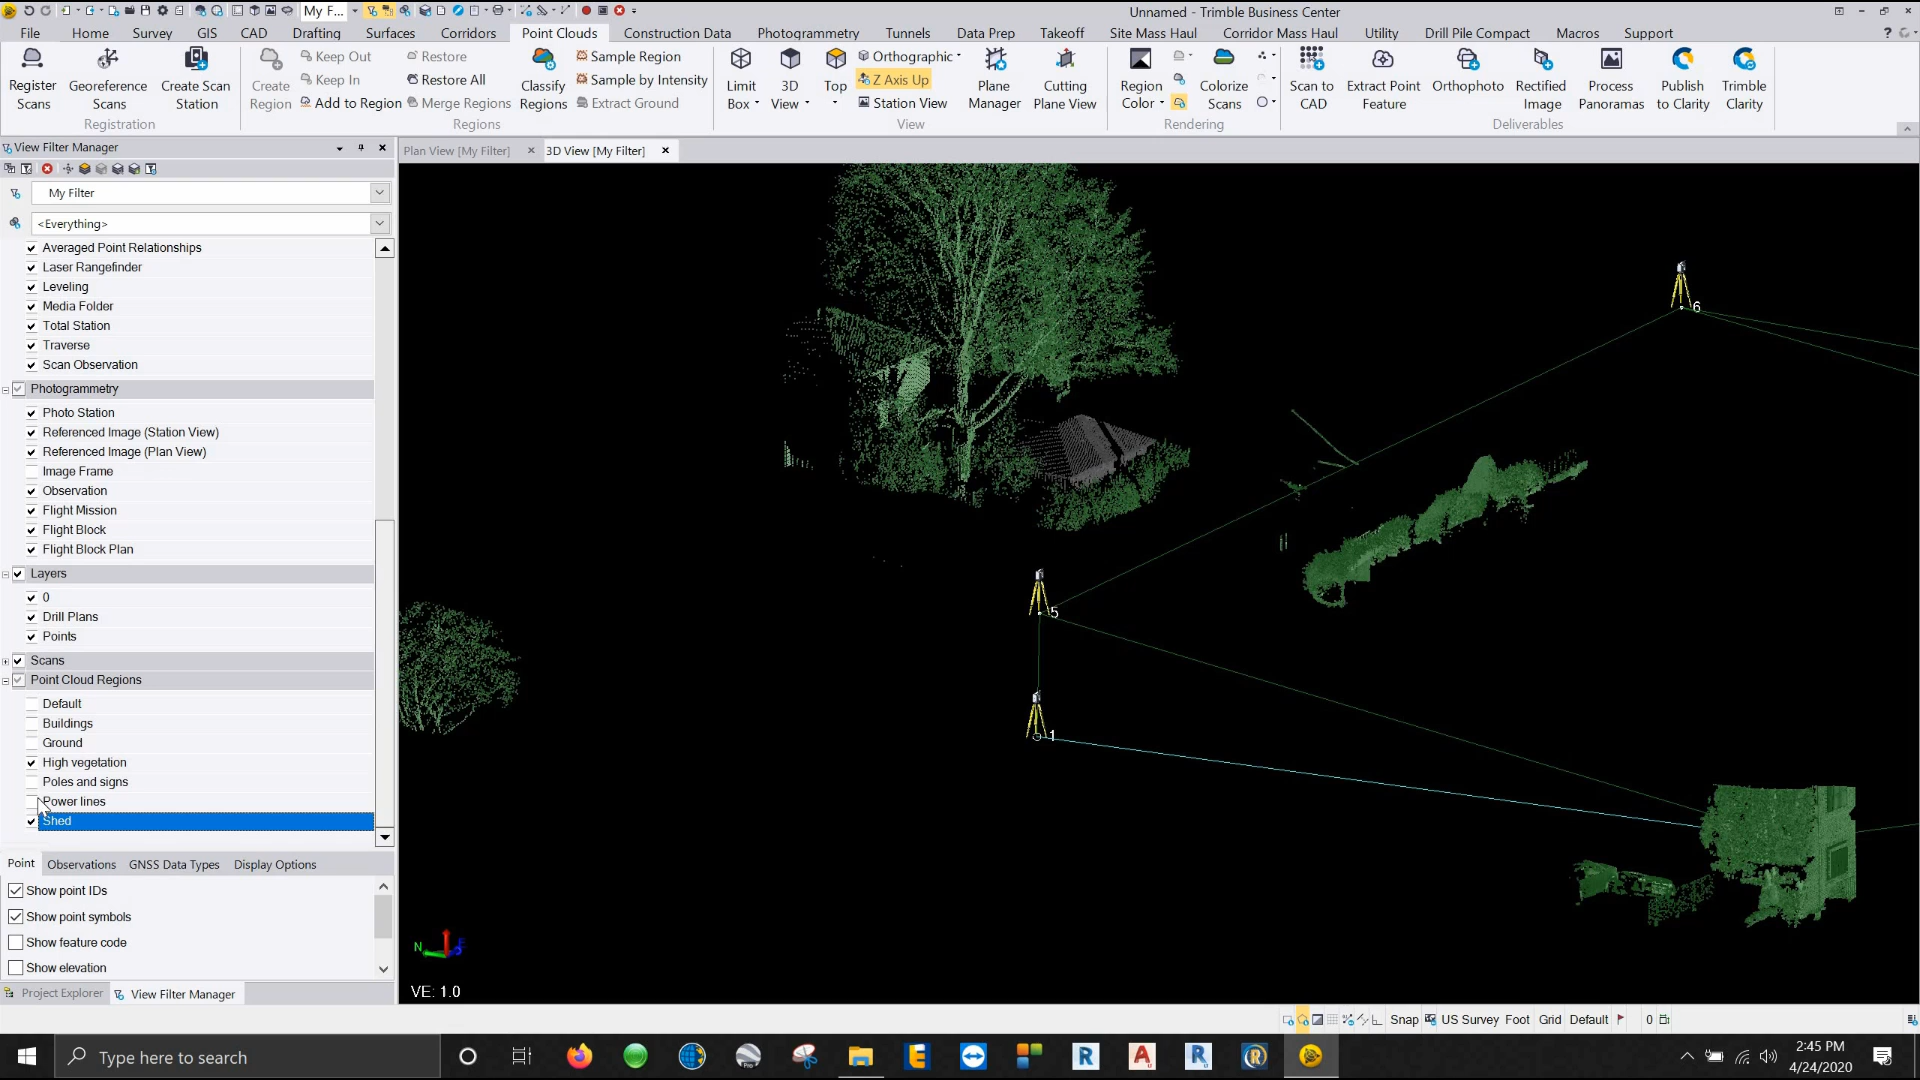 My F...
Unnamed - Trimble Business Center
File Home Survey GIS CAD Drafting Surfaces Corridors Point Clouds Construction Data Photogrammetry Tunnels Data Prep Takeoff Site Mass Haul Corridor Mass Haul Utility Drill Pile Compact Macros Support
Register Scans
Georeference Scans
Create Scan Station
Registration
Create Region
Keep Out
Keep In
Add to Region
Restore
Restore All
Merge Regions
Classify Regions
Sample Region
Sample by Intensity
Extract Ground
Regions
Limit Box
3D View
Top
Orthographic
Z Axis Up
Station View
Plane Manager
Cutting Plane View
View
Region Color
Colorize Scans
Rendering
Scan to CAD
Extract Point Feature
Orthophoto
Rectified Image
Process Panoramas
Publish to Clarity
Trimble Clarity
Deliverables
View Filter Manager
Plan View [My Filter]
3D View [My Filter]
My Filter
<Everything>
Averaged Point Relationships
Laser Rangefinder
Leveling
Media Folder
Total Station
Traverse
Scan Observation
Photogrammetry
Photo Station
Referenced Image (Station View)
Referenced Image (Plan View)
Image Frame
Observation
Flight Mission
Flight Block
Flight Block Plan
Layers
0
Drill Plans
Points
Scans
Point Cloud Regions
Default
Buildings
Ground
High vegetation
Poles and signs
Power lines
Shed
Point Observations GNSS Data Types Display Options
Show point IDs
Show point symbols
Show feature code
Show elevation
Project Explorer View Filter Manager
6
5
1
N
E
VE: 1.0
Snap US Survey Foot Grid Default 0
Type here to search
2:45 PM
4/24/2020